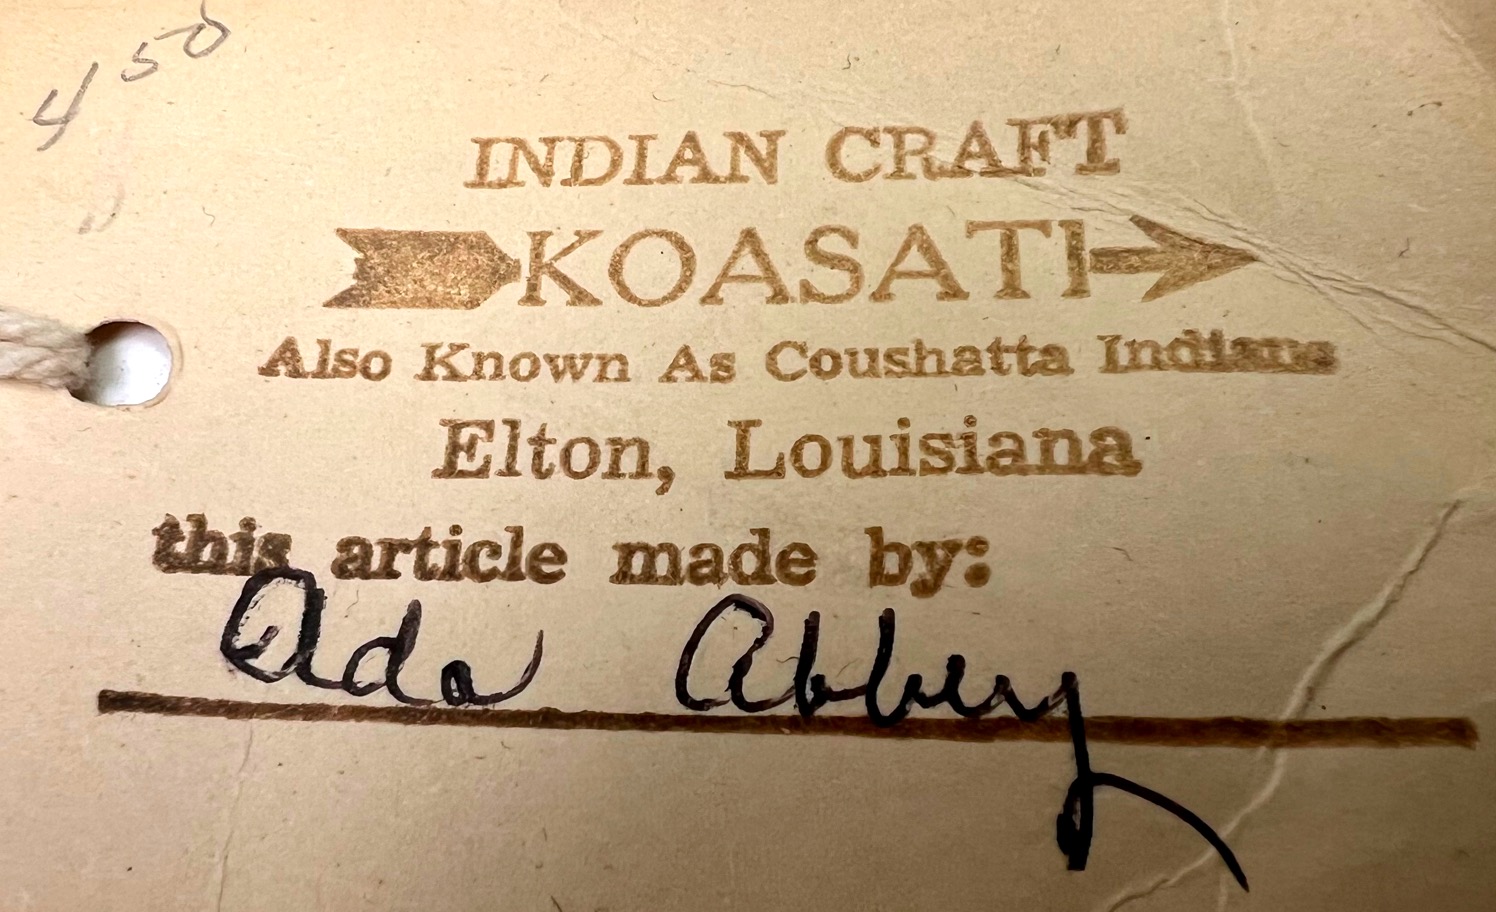 4 50
INDIAN CRAFT
KOASATI
Also Known As Coushatta Indians
Elton, Louisiana
this article made by:
Ada Abbey